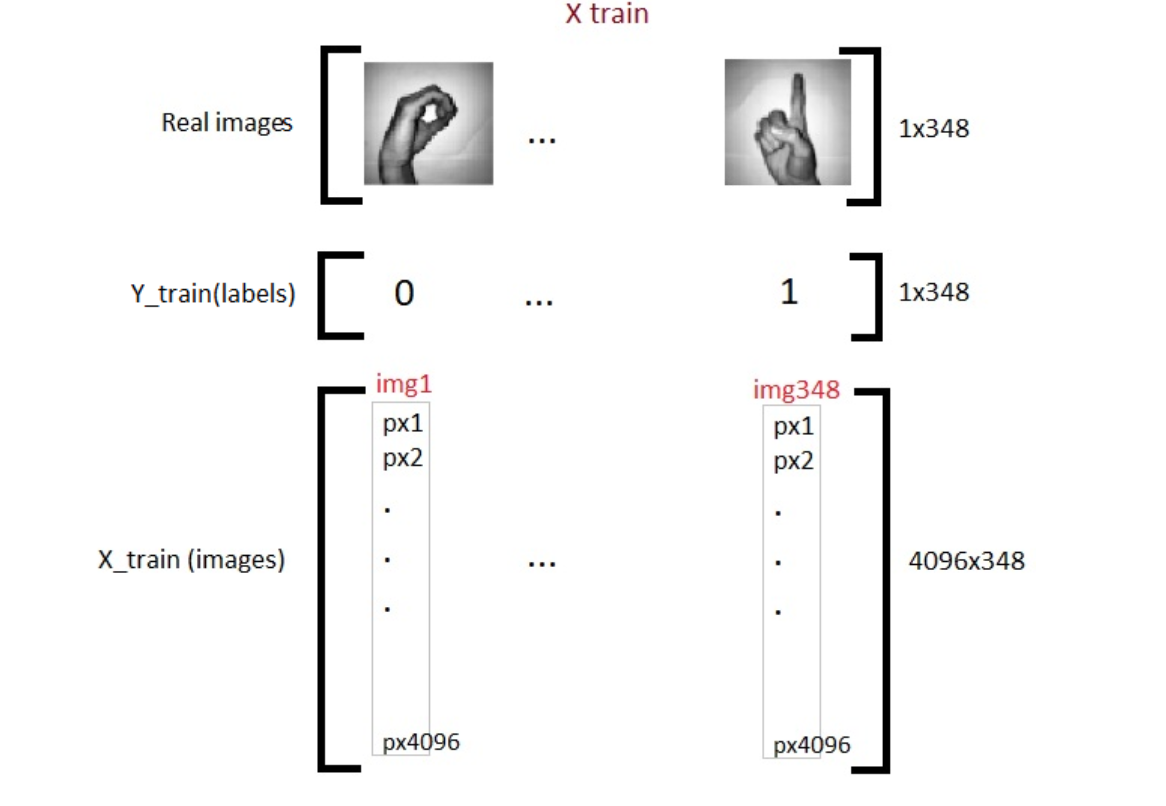 X train
Real images ... 1x348
Y_train(labels) 0 ... 1 1x348
img1 img348
px1 px1
px2 px2
. .
X_train (images) . ... . 4096x348
. .
px4096 px4096